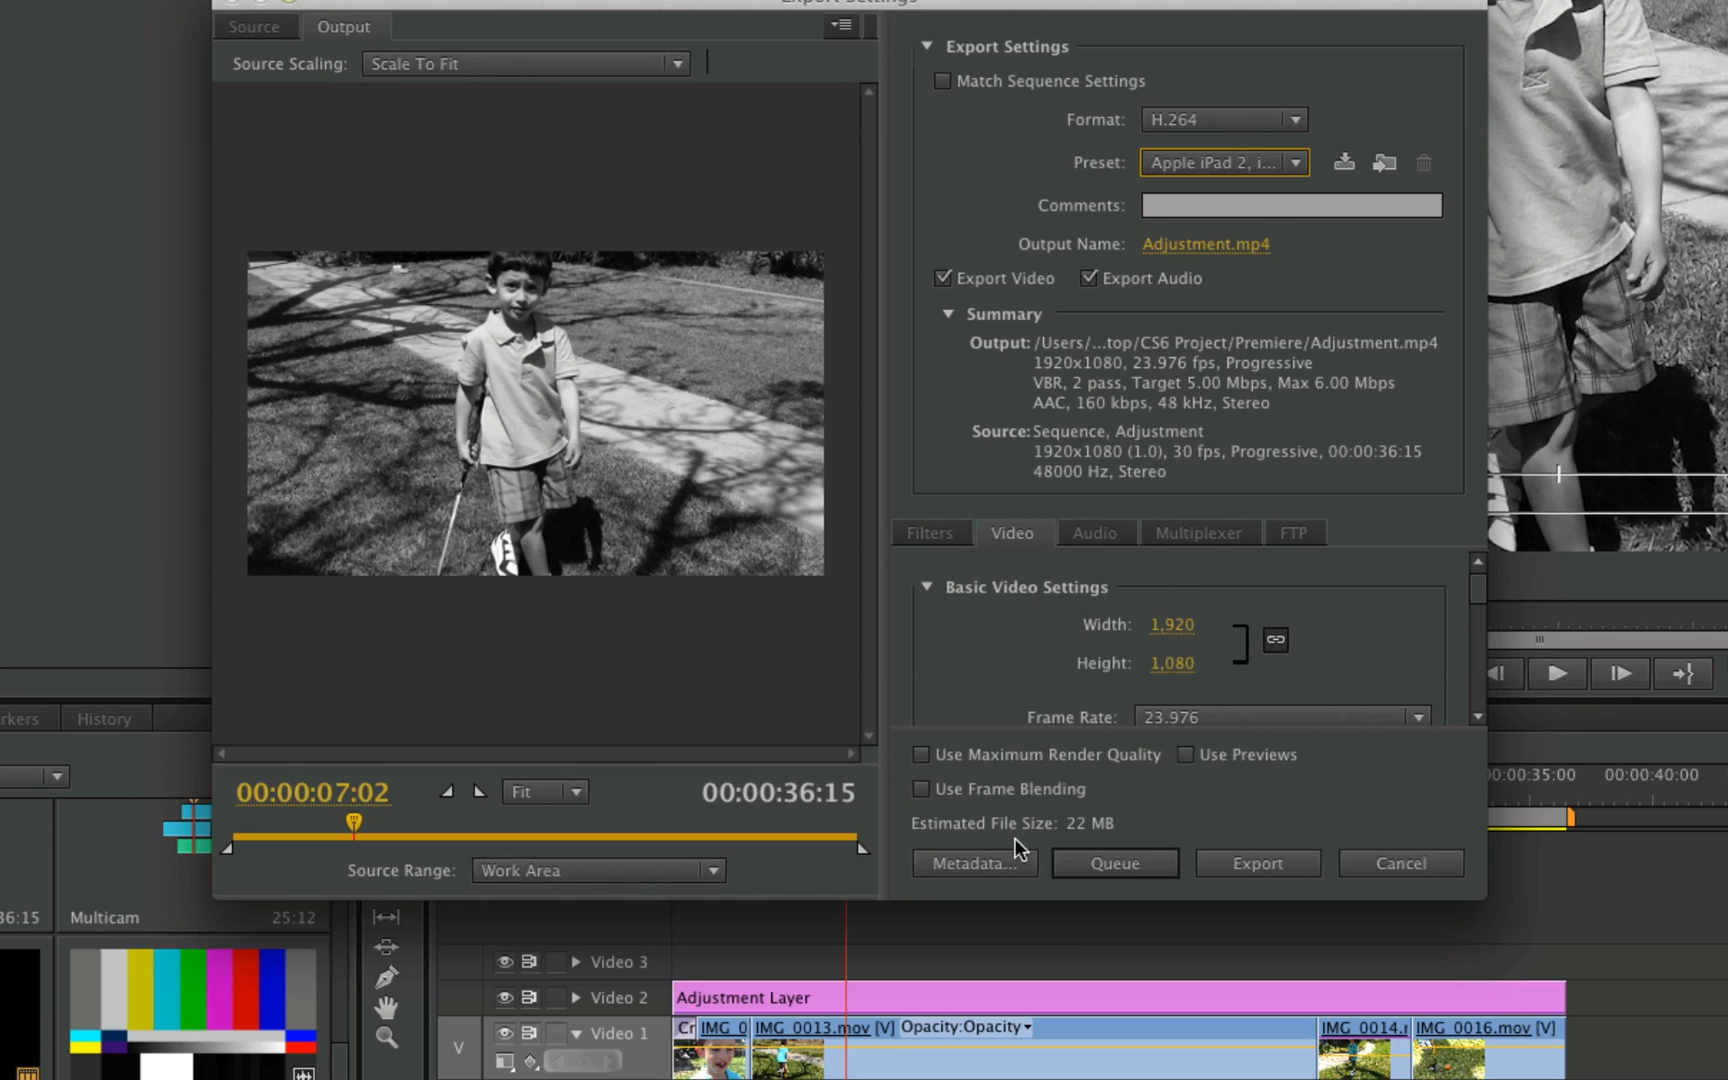 Export Settings
Source
Output
Source Scaling:
Scale To Fit
Export Settings
Match Sequence Settings
Format:
H.264
Preset:
Apple iPad 2, i...
Comments:
Output Name:
Adjustment.mp4
Export Video
Export Audio
Summary
Output: /Users/...top/CS6 Project/Premiere/Adjustment.mp4
1920x1080, 23.976 fps, Progressive
VBR, 2 pass, Target 5.00 Mbps, Max 6.00 Mbps
AAC, 160 kbps, 48 kHz, Stereo
Source: Sequence, Adjustment
1920x1080 (1.0), 30 fps, Progressive, 00:00:36:15
48000 Hz, Stereo
Filters
Video
Audio
Multiplexer
FTP
Basic Video Settings
Width:
1,920
Height:
1,080
Frame Rate:
23.976
Use Maximum Render Quality
Use Previews
Use Frame Blending
Estimated File Size: 22 MB
Metadata...
Queue
Export
Cancel
00:00:07:02
Fit
00:00:36:15
Source Range:
Work Area
rkers
History
00:00:35:00
00:00:40:00
36:15
Multicam
25:12
Video 3
Video 2
Adjustment Layer
V
Video 1
Cr
IMG_0
IMG_0013.mov [V]
Opacity:Opacity
IMG_0014.r
IMG_0016.mov [V]